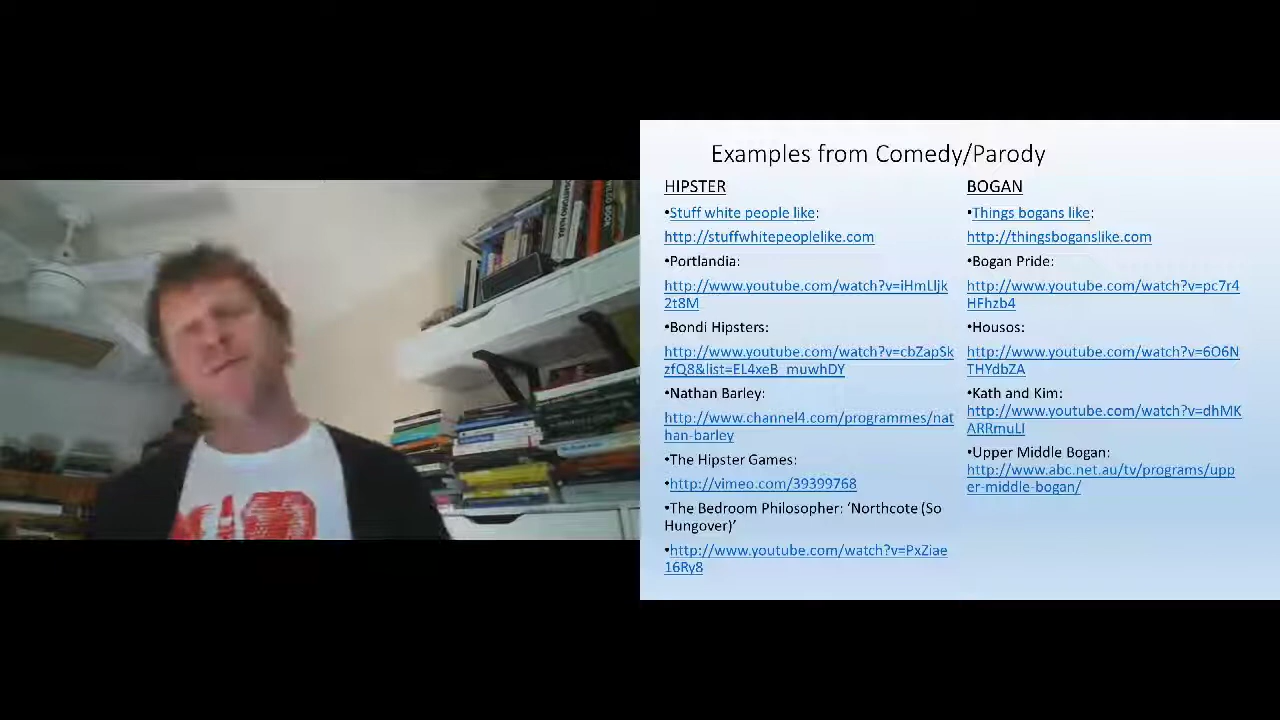 Examples from Comedy/Parody
HIPSTER
•Stuff white people like:
http://stuffwhitepeoplelike.com
•Portlandia:
http://www.youtube.com/watch?v=iHmLljk
2t8M
•Bondi Hipsters:
http://www.youtube.com/watch?v=cbZapSk
zfQ8&list=EL4xeB_muwhDY
•Nathan Barley:
http://www.channel4.com/programmes/nat
han-barley
•The Hipster Games:
•http://vimeo.com/39399768
•The Bedroom Philosopher: ‘Northcote (So
Hungover)’
•http://www.youtube.com/watch?v=PxZiae
16Ry8
BOGAN
•Things bogans like:
http://thingsboganslike.com
•Bogan Pride:
http://www.youtube.com/watch?v=pc7r4
HFhzb4
•Housos:
http://www.youtube.com/watch?v=6O6N
THYdbZA
•Kath and Kim:
http://www.youtube.com/watch?v=dhMK
ARRmuLI
•Upper Middle Bogan:
http://www.abc.net.au/tv/programs/upp
er-middle-bogan/